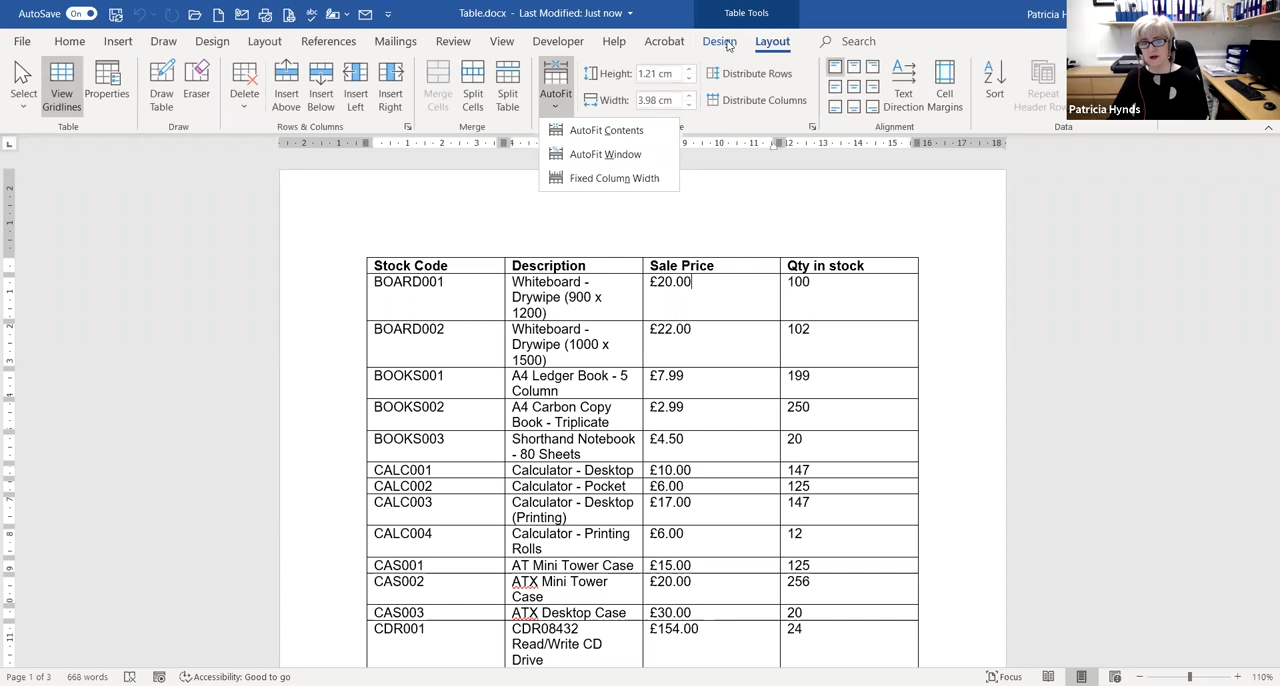 AutoSave On Table.docx - Last Modified: Just now Table Tools Patricia H
File Home Insert Draw Design Layout References Mailings Review View Developer Help Acrobat Design Layout Search
Select View Gridlines Properties Draw Table Eraser Delete Insert Above Insert Below Insert Left Insert Right Merge Cells Split Cells Split Table AutoFit Height: 1.21 cm Width: 3.98 cm Distribute Rows Distribute Columns Text Direction Cell Margins Sort Repeat Header Row
Patricia Hynds
Table Draw Rows & Columns Merge Alignment Data
AutoFit Contents
AutoFit Window
Fixed Column Width
Stock Code Description Sale Price Qty in stock
BOARD001 Whiteboard - £20.00 100
Drywipe (900 x
1200)
BOARD002 Whiteboard - £22.00 102
Drywipe (1000 x
1500)
BOOKS001 A4 Ledger Book - 5 £7.99 199
Column
BOOKS002 A4 Carbon Copy £2.99 250
Book - Triplicate
BOOKS003 Shorthand Notebook £4.50 20
- 80 Sheets
CALC001 Calculator - Desktop £10.00 147
CALC002 Calculator - Pocket £6.00 125
CALC003 Calculator - Desktop £17.00 147
(Printing)
CALC004 Calculator - Printing £6.00 12
Rolls
CAS001 AT Mini Tower Case £15.00 125
CAS002 ATX Mini Tower £20.00 256
Case
CAS003 ATX Desktop Case £30.00 20
CDR001 CDR08432 £154.00 24
Read/Write CD
Drive
Page 1 of 3 668 words Accessibility: Good to go Focus 110%